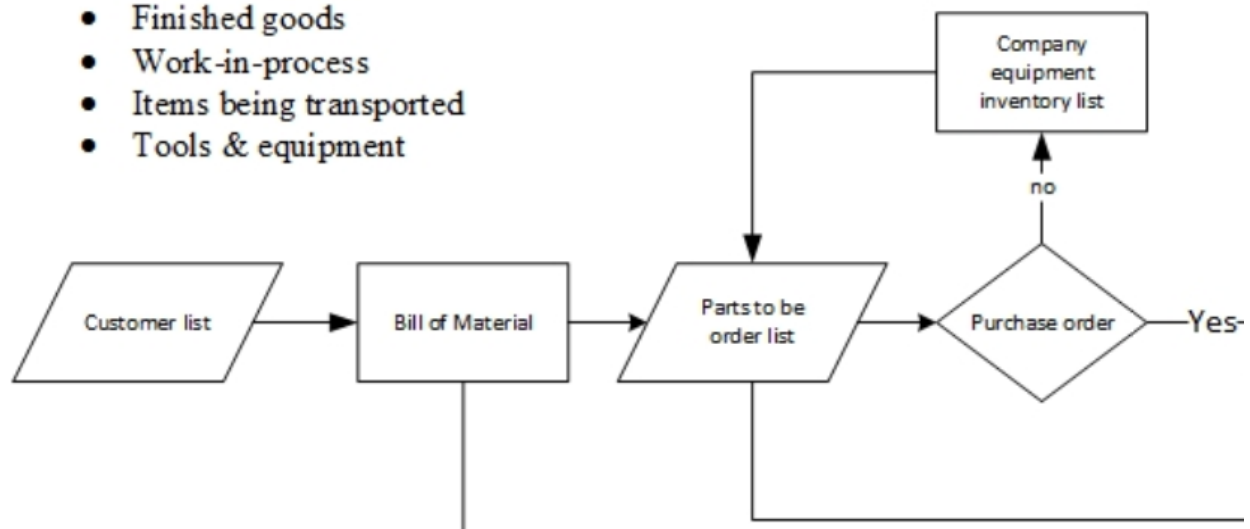 • Finished goods
• Work-in-process
• Items being transported
• Tools & equipment
Company
equipment
inventory list
no
Customer list
Bill of Material
Parts to be
order list
Purchase order
Yes